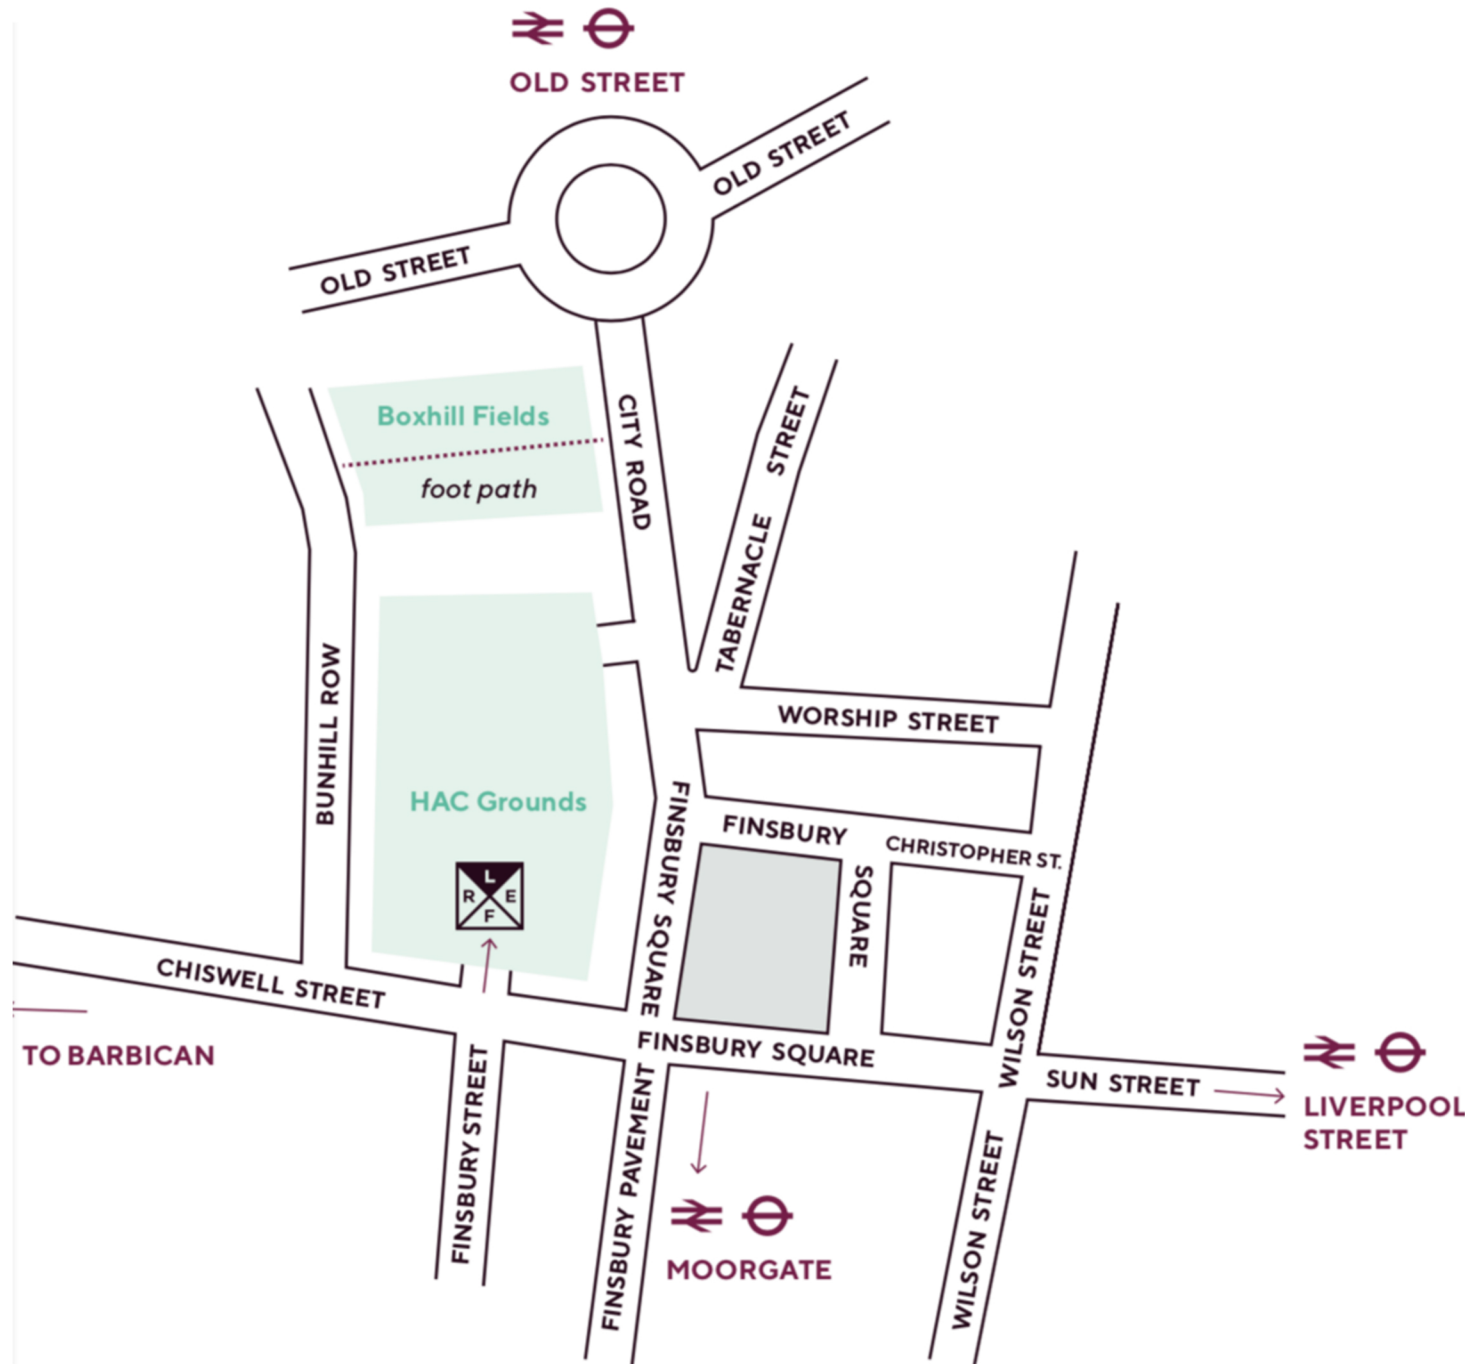 OLD STREET
OLD STREET
OLD STREET
Boxhill Fields
foot path
CITY ROAD
TABERNACLE STREET
BUNHILL ROW
WORSHIP STREET
HAC Grounds
FINSBURY SQUARE
FINSBURY
SQUARE
CHRISTOPHER ST.
L
R E
F
WILSON STREET
CHISWELL STREET
TO BARBICAN
FINSBURY SQUARE
SUN STREET
LIVERPOOL
STREET
FINSBURY STREET
FINSBURY PAVEMENT
WILSON STREET
MOORGATE